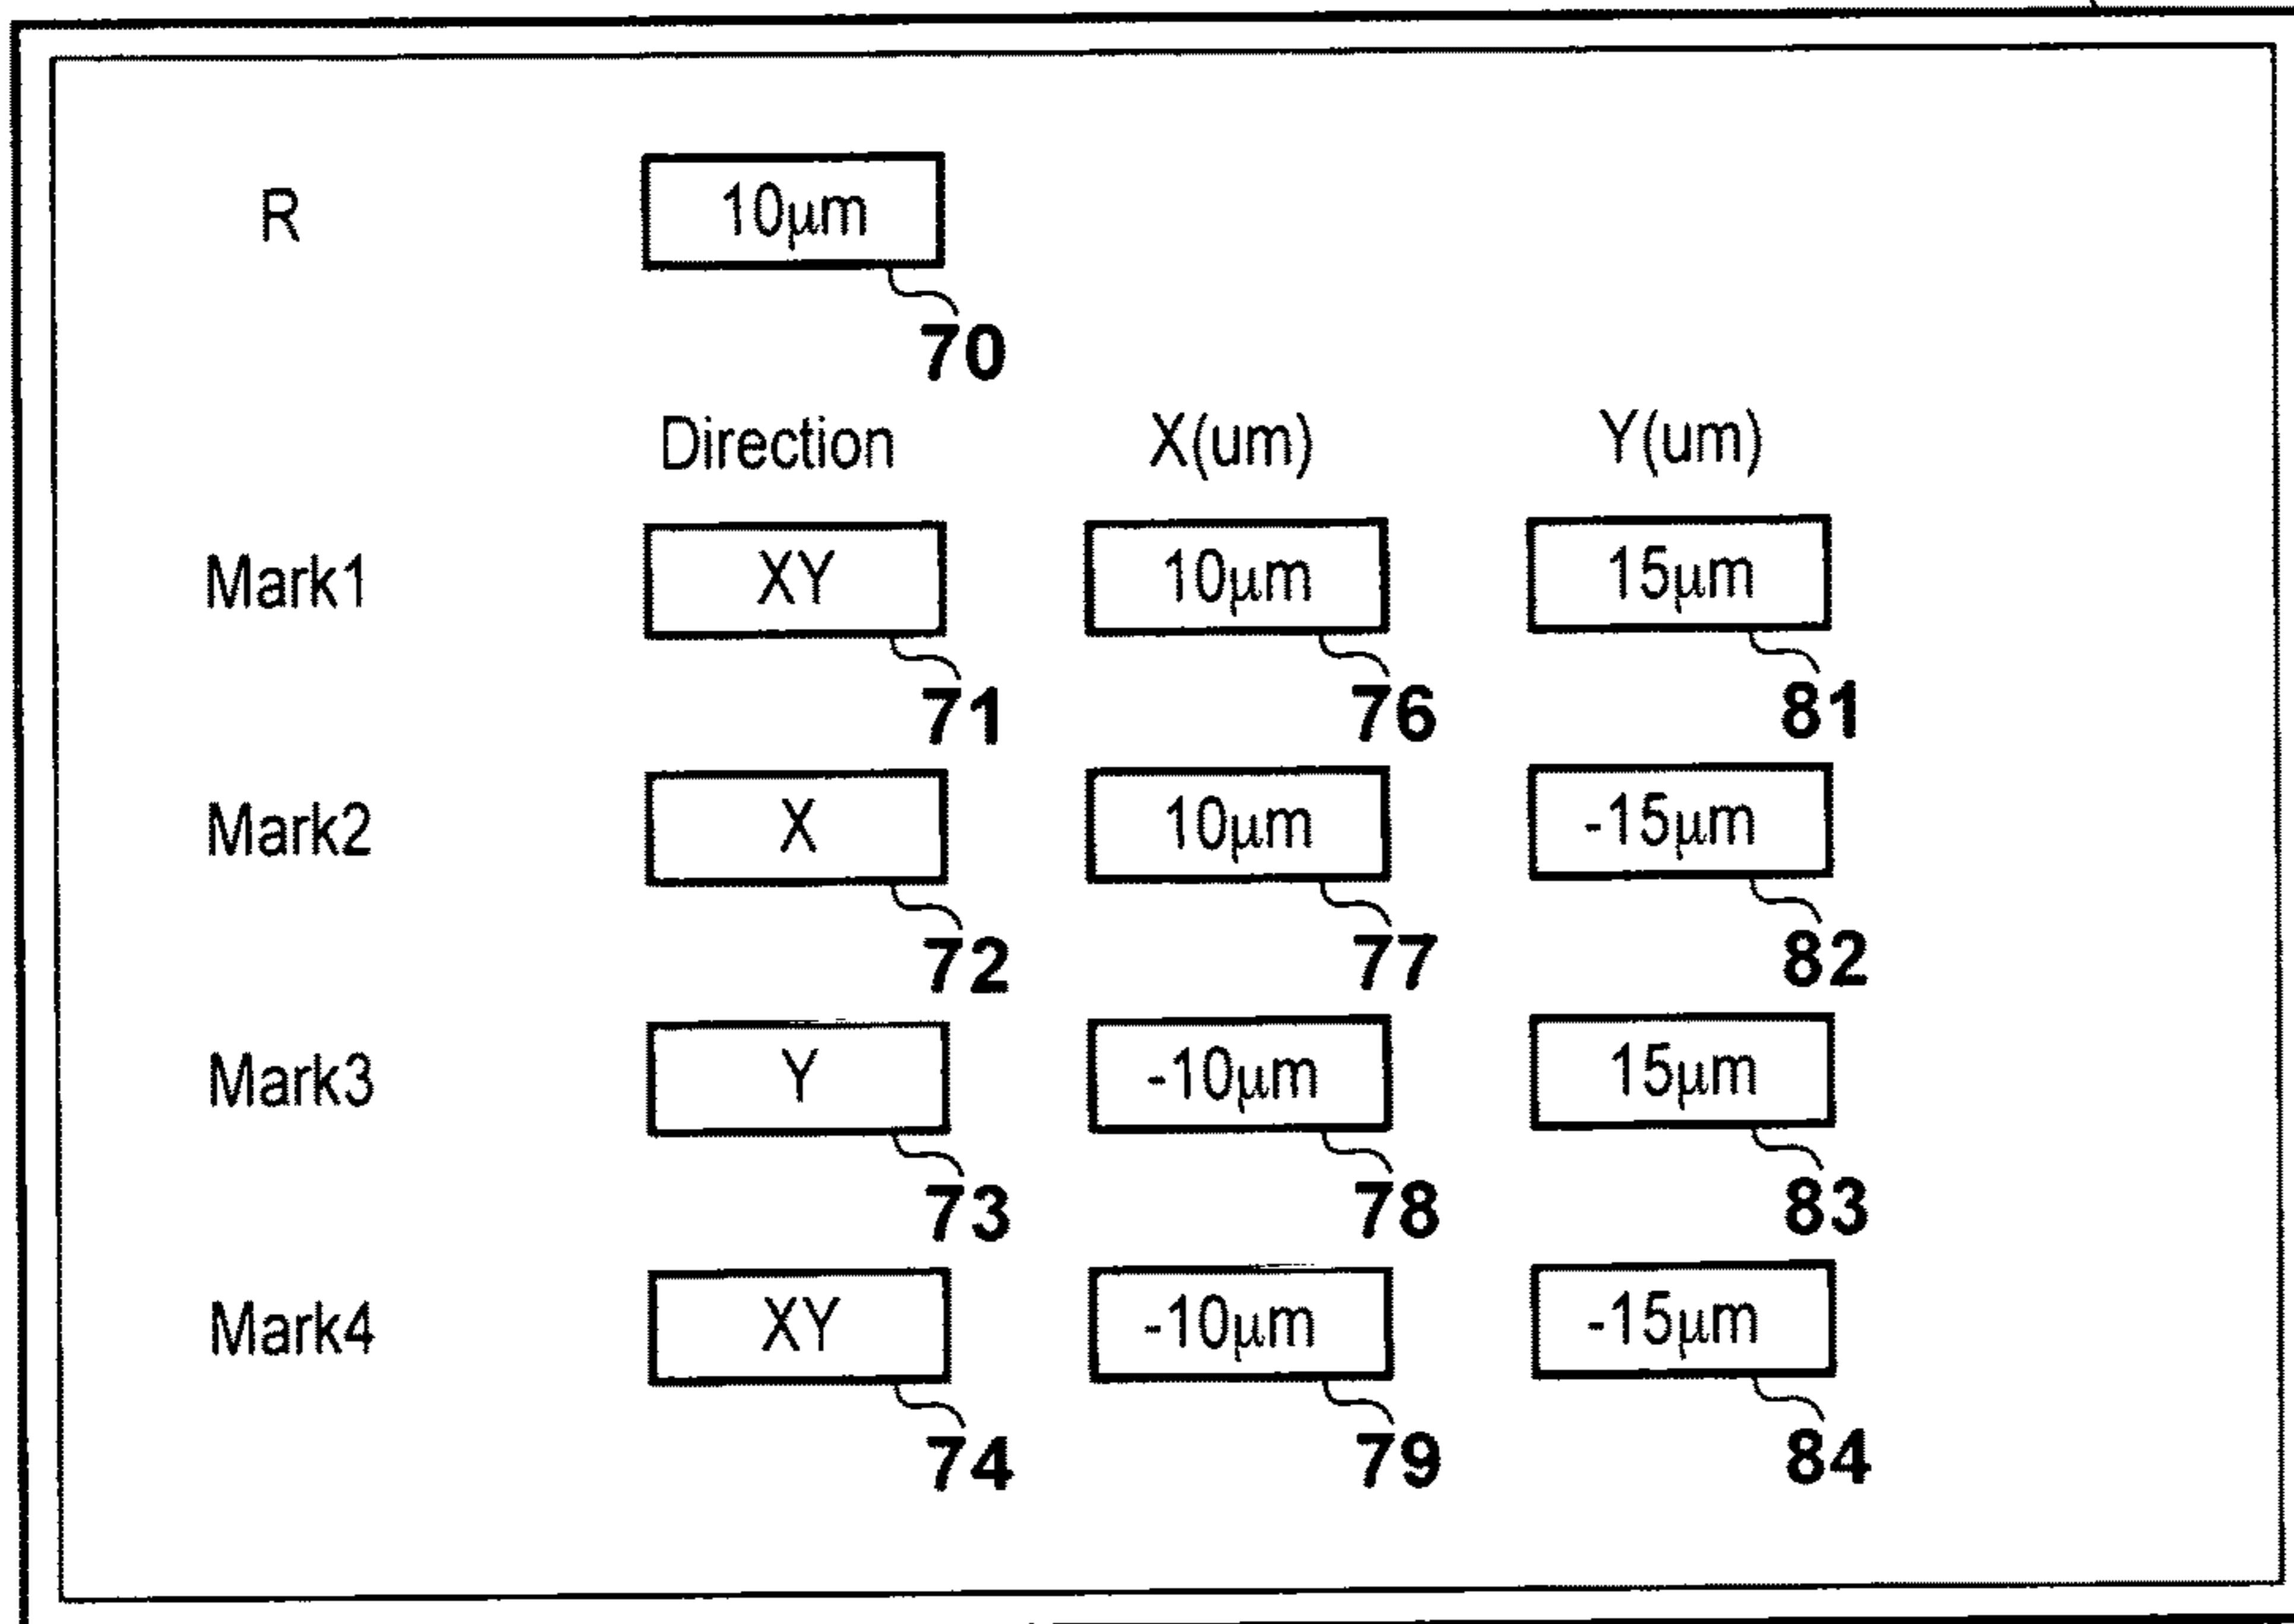 R 10μm
70
Direction X(um) Y(um)
Mark1 XY 10μm 15μm
71 76 81
Mark2 X 10μm -15μm
72 77 82
Mark3 Y -10μm 15μm
73 78 83
Mark4 XY -10μm -15μm
74 79 84